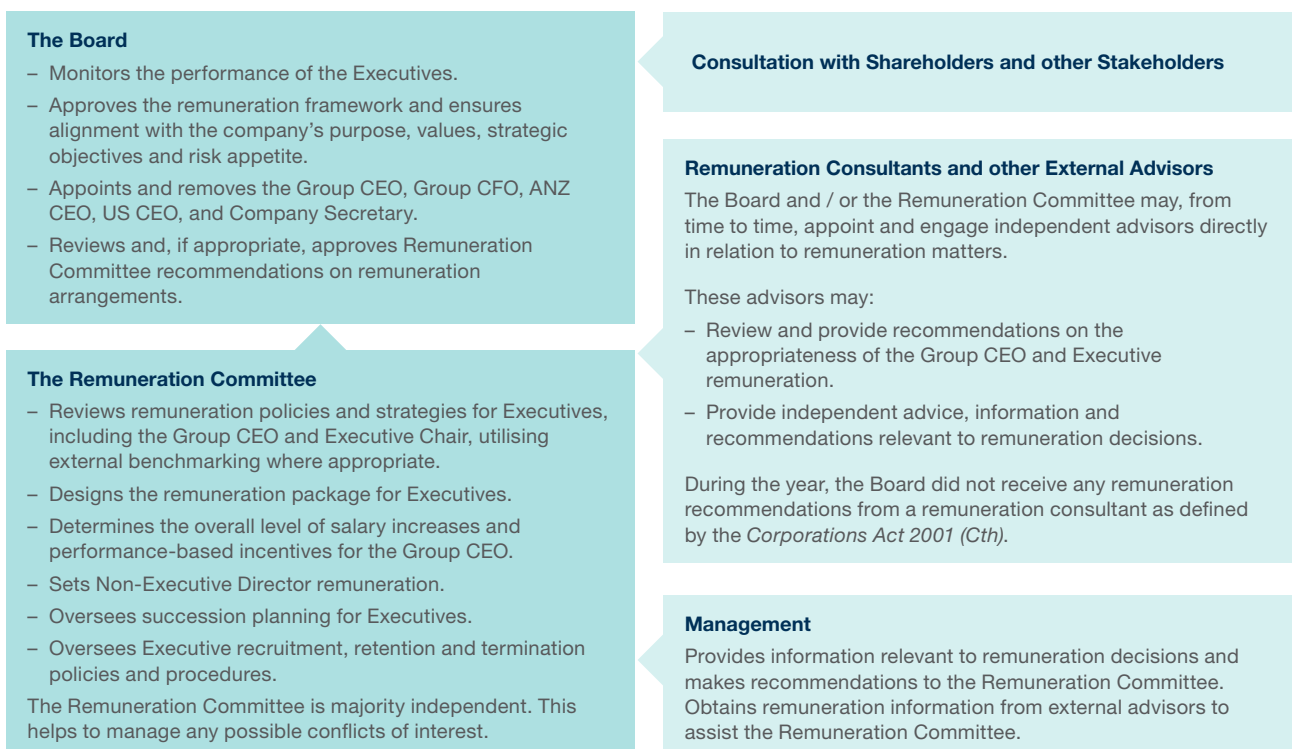 The Board
– Monitors the performance of the Executives.
– Approves the remuneration framework and ensures
alignment with the company’s purpose, values, strategic
objectives and risk appetite.
– Appoints and removes the Group CEO, Group CFO, ANZ
CEO, US CEO, and Company Secretary.
– Reviews and, if appropriate, approves Remuneration
Committee recommendations on remuneration
arrangements.
The Remuneration Committee
– Reviews remuneration policies and strategies for Executives,
including the Group CEO and Executive Chair, utilising
external benchmarking where appropriate.
– Designs the remuneration package for Executives.
– Determines the overall level of salary increases and
performance-based incentives for the Group CEO.
– Sets Non-Executive Director remuneration.
– Oversees succession planning for Executives.
– Oversees Executive recruitment, retention and termination
policies and procedures.
The Remuneration Committee is majority independent. This
helps to manage any possible conflicts of interest.
Consultation with Shareholders and other Stakeholders
Remuneration Consultants and other External Advisors
The Board and / or the Remuneration Committee may, from
time to time, appoint and engage independent advisors directly
in relation to remuneration matters.
These advisors may:
– Review and provide recommendations on the
appropriateness of the Group CEO and Executive
remuneration.
– Provide independent advice, information and
recommendations relevant to remuneration decisions.
During the year, the Board did not receive any remuneration
recommendations from a remuneration consultant as defined
by the Corporations Act 2001 (Cth).
Management
Provides information relevant to remuneration decisions and
makes recommendations to the Remuneration Committee.
Obtains remuneration information from external advisors to
assist the Remuneration Committee.